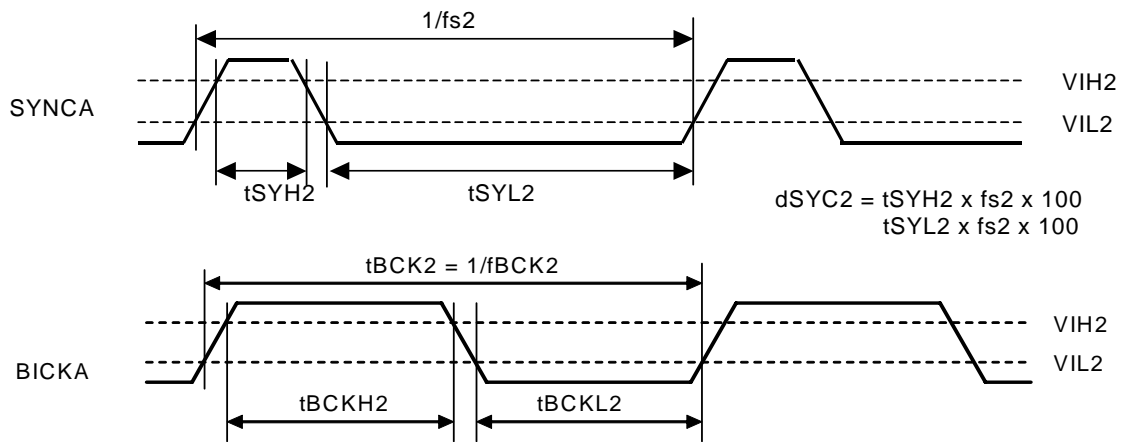 1/fs2
VIH2
SYNCA
VIL2
tSYH2
tSYL2
dSYC2 = tSYH2 x fs2 x 100
tSYL2 x fs2 x 100
tBCK2 = 1/fBCK2
VIH2
VIL2
BICKA
tBCKH2
tBCKL2